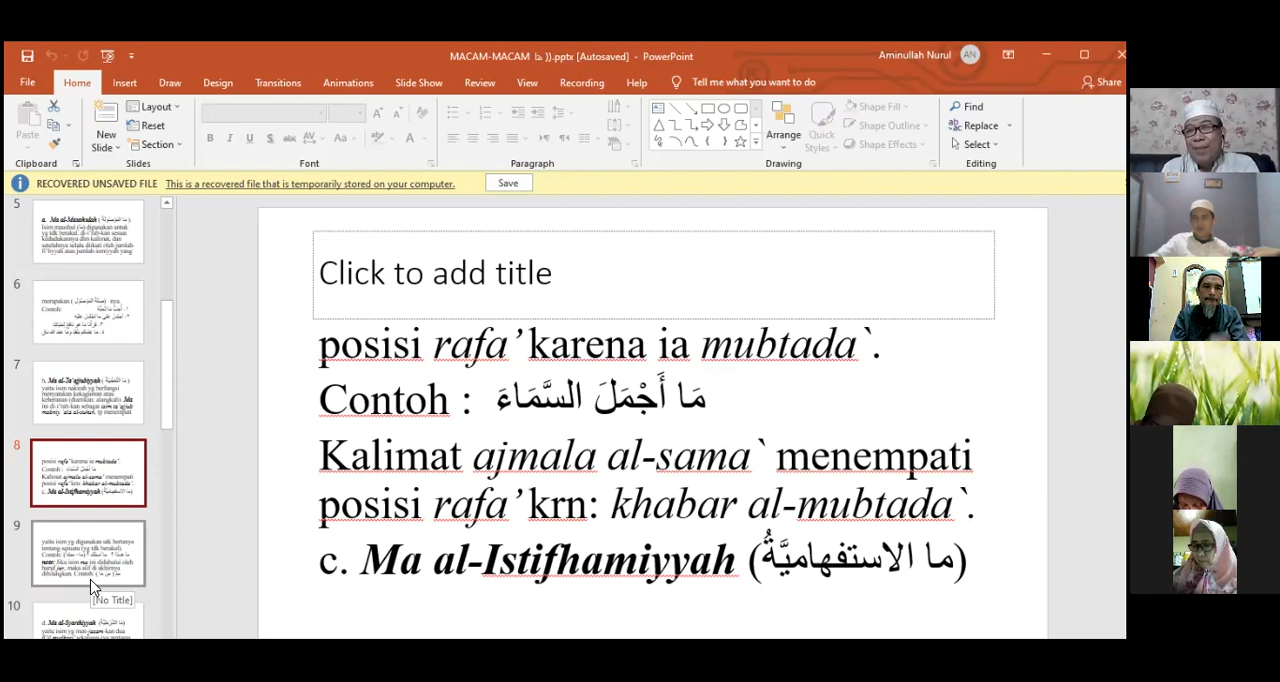 MACAM-MACAM ما )).pptx [Autosaved] - PowerPoint
Aminullah Nurul AN
File Home Insert Draw Design Transitions Animations Slide Show Review View Recording Help Tell me what you want to do Share
Paste
New Slide
Layout
Reset
Section
Arrange
Quick Styles
Shape Fill
Shape Outline
Shape Effects
Find
Replace
Select
Clipboard Slides Font Paragraph Drawing Editing
RECOVERED UNSAVED FILE This is a recovered file that is temporarily stored on your computer. Save
5
6
7
8
9
[No Title]
10
Click to add title
posisi rafa’ karena ia mubtada`.
Contoh : مَا أَجْمَلَ السَّمَاءَ
Kalimat ajmala al-sama` menempati
posisi rafa’ krn: khabar al-mubtada`.
c. Ma al-Istifhamiyyah (ما الاستفهاميَّةُ)